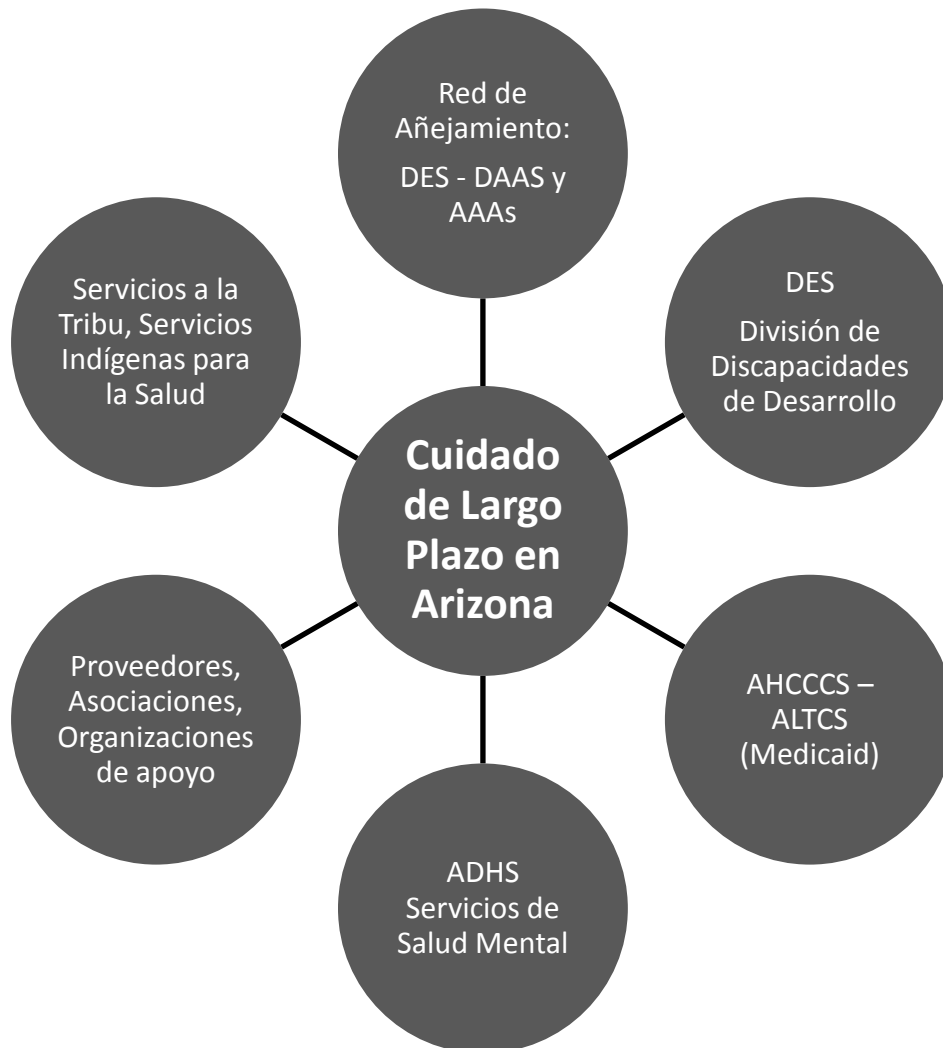 Red de
Añejamiento:
DES - DAAS y
AAAs
DES
División de
Discapacidades
de Desarrollo
Servicios a la
Tribu, Servicios
Indígenas para
la Salud
Cuidado
de Largo
Plazo en
Arizona
Proveedores,
Asociaciones,
Organizaciones
de apoyo
AHCCCS –
ALTCS
(Medicaid)
ADHS
Servicios de
Salud Mental